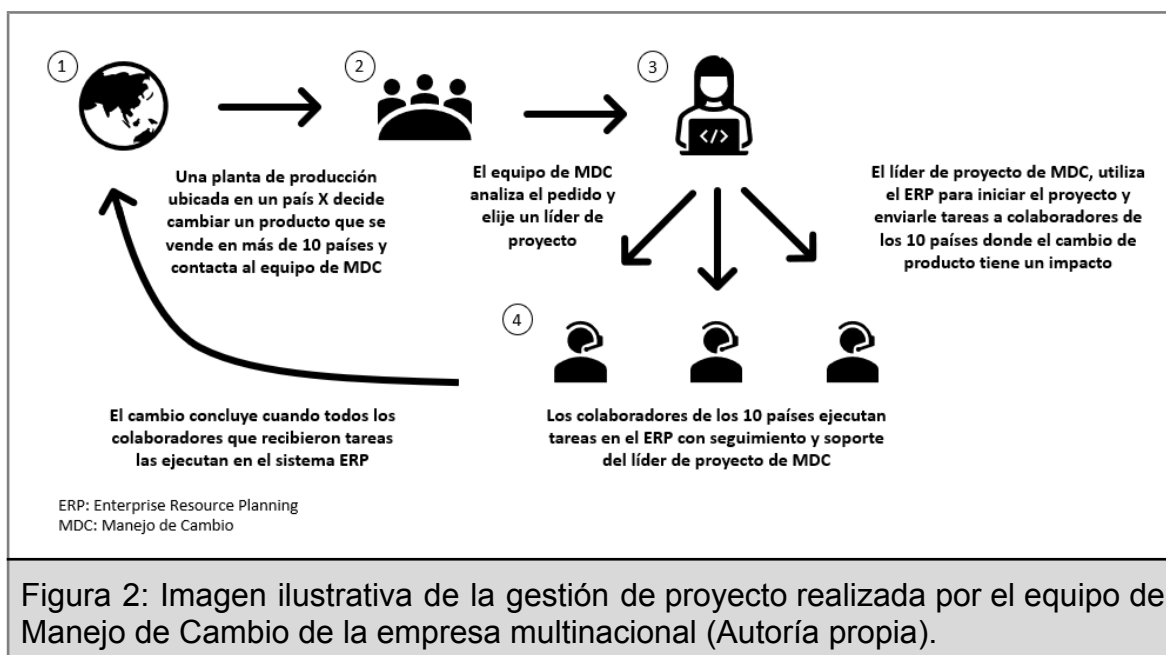 1
2
3
</>
Una planta de producción
ubicada en un país X decide
cambiar un producto que se
vende en más de 10 países y
contacta al equipo de MDC
El equipo de MDC
analiza el pedido y
elije un líder de
proyecto
El líder de proyecto de MDC, utiliza
el ERP para iniciar el proyecto y
enviarle tareas a colaboradores de
los 10 países donde el cambio de
producto tiene un impacto
4
Los colaboradores de los 10 países ejecutan
tareas en el ERP con seguimiento y soporte
del líder de proyecto de MDC
El cambio concluye cuando todos los
colaboradores que recibieron tareas
las ejecutan en el sistema ERP
ERP: Enterprise Resource Planning
MDC: Manejo de Cambio
Figura 2: Imagen ilustrativa de la gestión de proyecto realizada por el equipo de
Manejo de Cambio de la empresa multinacional (Autoría propia).